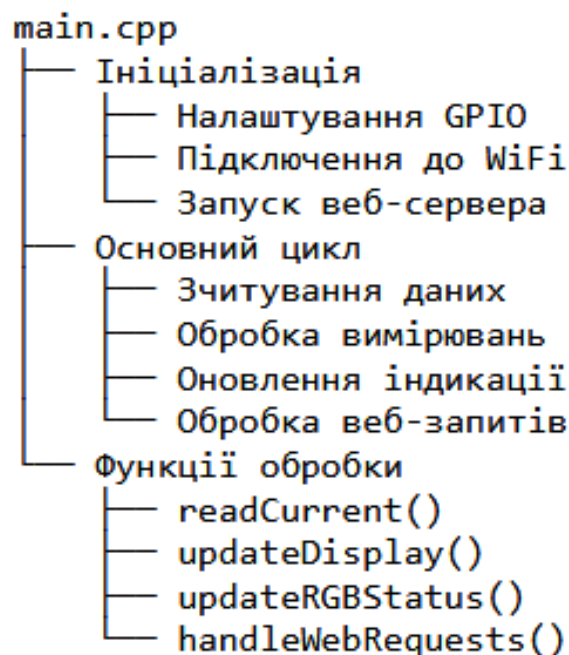 main.cpp
├── Ініціалізація
│   ├── Налаштування GPIO
│   ├── Підключення до WiFi
│   └── Запуск веб-сервера
├── Основний цикл
│   ├── Зчитування даних
│   ├── Обробка вимірювань
│   ├── Оновлення індикації
│   └── Обробка веб-запитів
└── Функції обробки
    ├── readCurrent()
    ├── updateDisplay()
    ├── updateRGBStatus()
    └── handleWebRequests()